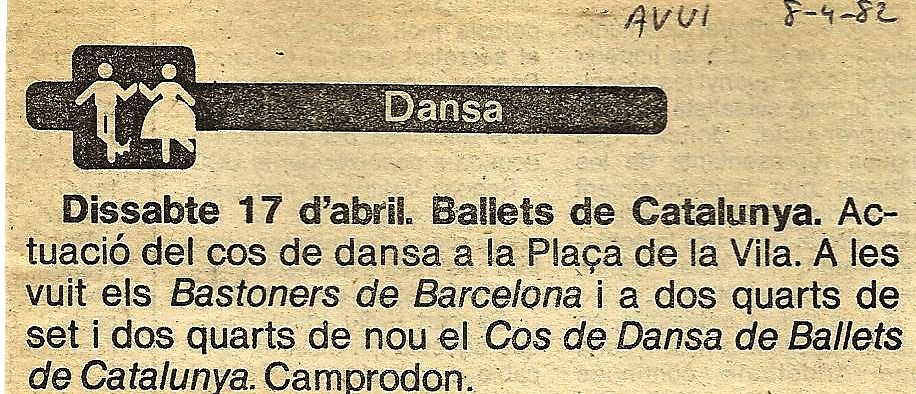 AVUI 8-4-82
Dansa
Dissabte 17 d'abril. Ballets de Catalunya. Ac-
tuació del cos de dansa a la Plaça de la Vila. A les
vuit els Bastoners de Barcelona i a dos quarts de
set i dos quarts de nou el Cos de Dansa de Ballets
de Catalunya. Camprodon.